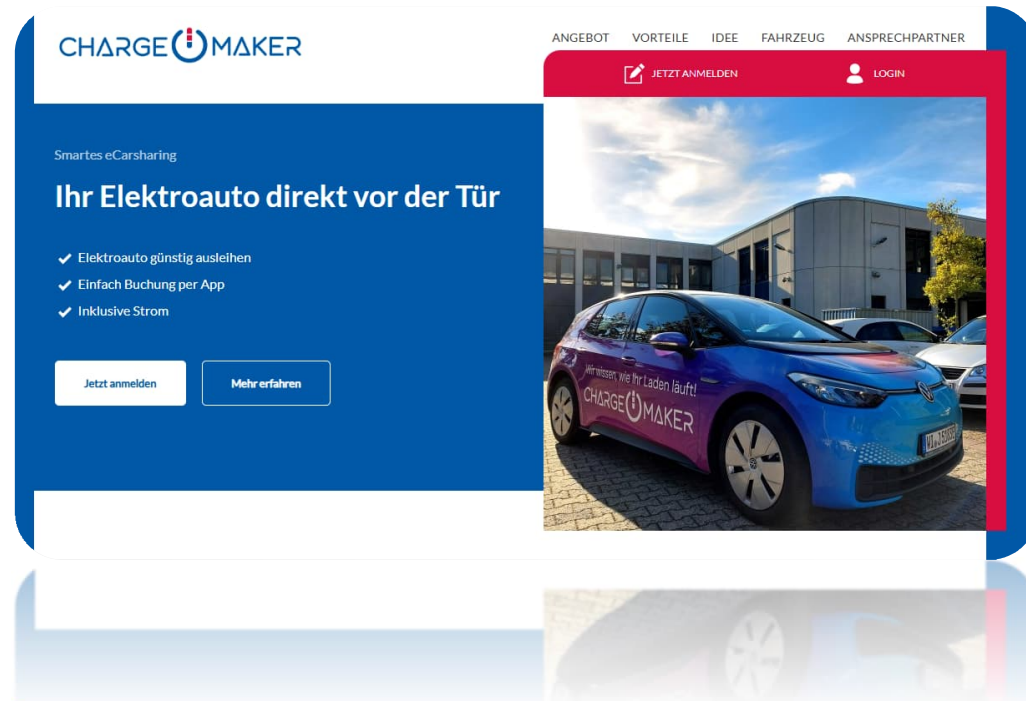 CHARGE MAKER
ANGEBOT VORTEILE IDEE FAHRZEUG ANSPRECHPARTNER
JETZT ANMELDEN LOGIN
Smartes eCarsharing
Ihr Elektroauto direkt vor der Tür
Elektroauto günstig ausleihen
Einfach Buchung per App
Inklusive Strom
Jetzt anmelden Mehr erfahren
Wir wissen, wie Ihr Laden läuft!
CHARGE MAKER